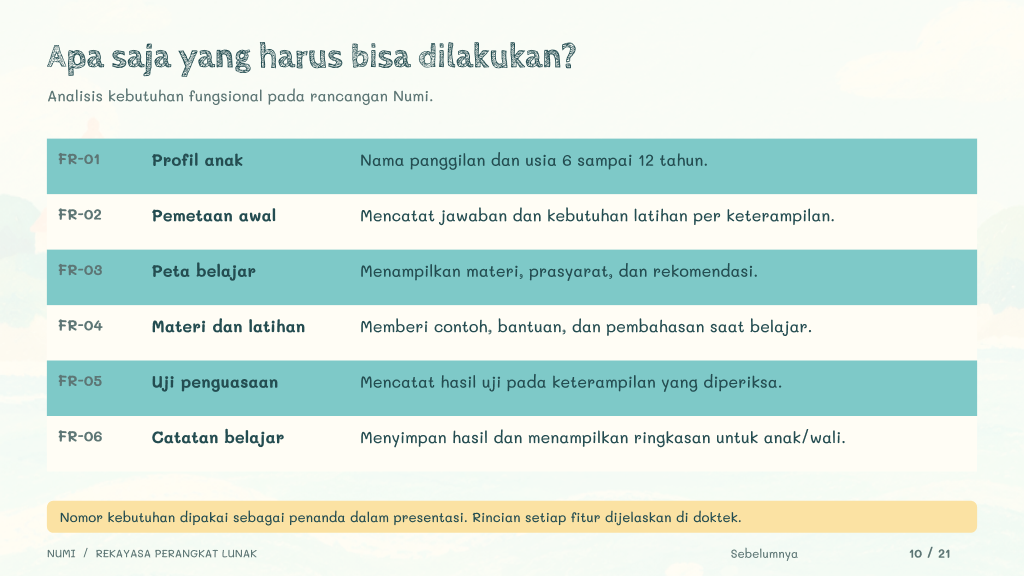 Apa saja yang harus bisa dilakukan?
Analisis kebutuhan fungsional pada rancangan Numi.
FR-01 Profil anak Nama panggilan dan usia 6 sampai 12 tahun.
FR-02 Pemetaan awal Mencatat jawaban dan kebutuhan latihan per keterampilan.
FR-03 Peta belajar Menampilkan materi, prasyarat, dan rekomendasi.
FR-04 Materi dan latihan Memberi contoh, bantuan, dan pembahasan saat belajar.
FR-05 Uji penguasaan Mencatat hasil uji pada keterampilan yang diperiksa.
FR-06 Catatan belajar Menyimpan hasil dan menampilkan ringkasan untuk anak/wali.
Nomor kebutuhan dipakai sebagai penanda dalam presentasi. Rincian setiap fitur dijelaskan di doktek.
NUMI / REKAYASA PERANGKAT LUNAK Sebelumnya 10 / 21